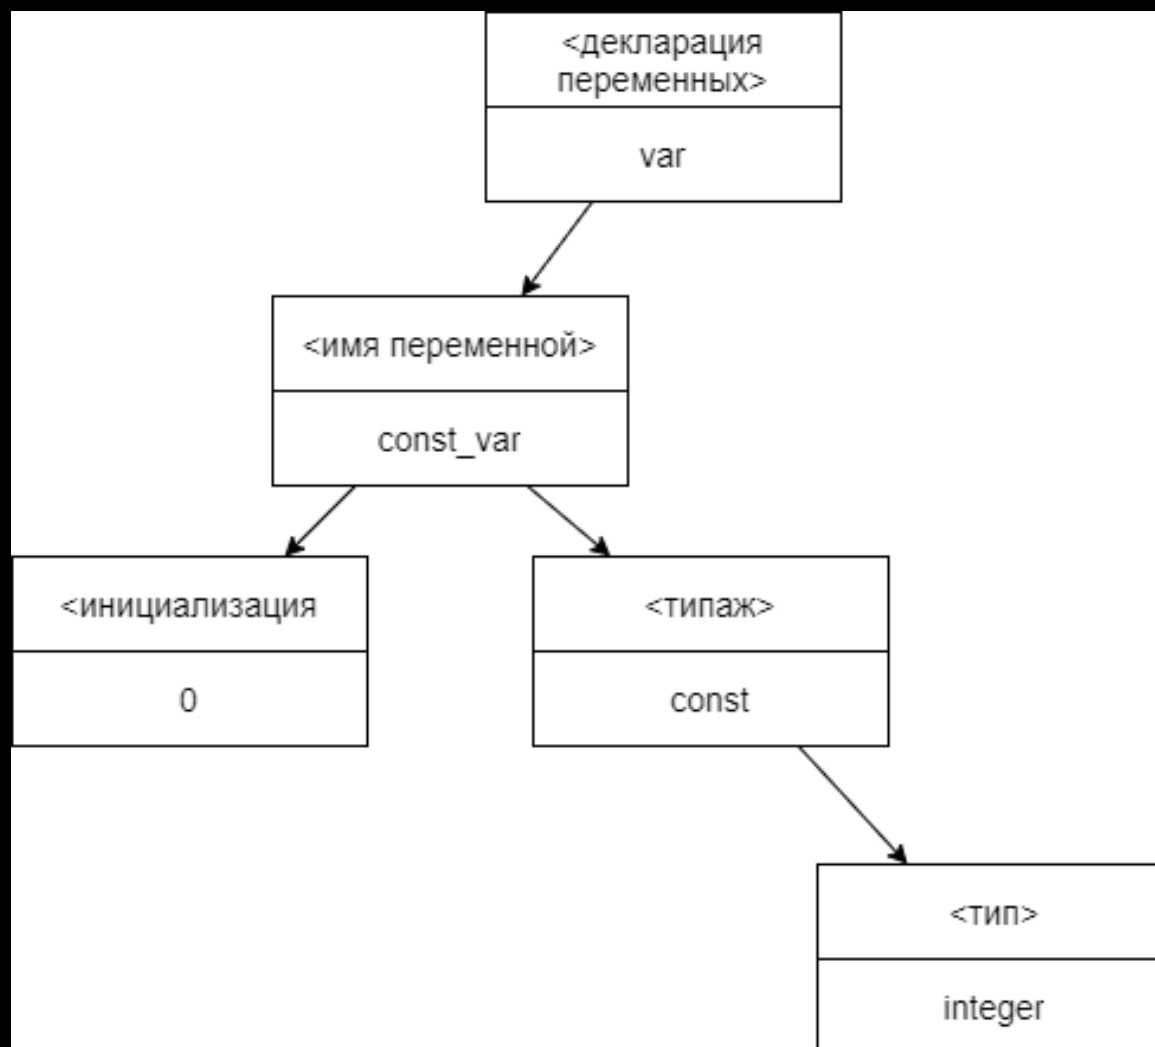 <декларация
переменных>
var
<имя переменной>
const_var
<инициализация
0
<типаж>
const
<тип>
integer